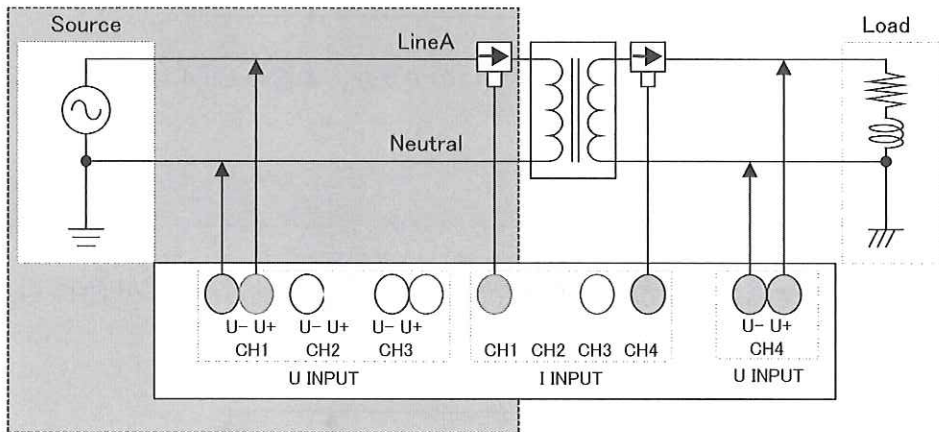 Source
LineA
Load
Neutral
U- U+
U- U+
U- U+
U- U+
CH1
CH2
CH3
CH1
CH2
CH3
CH4
CH4
U INPUT
I INPUT
U INPUT